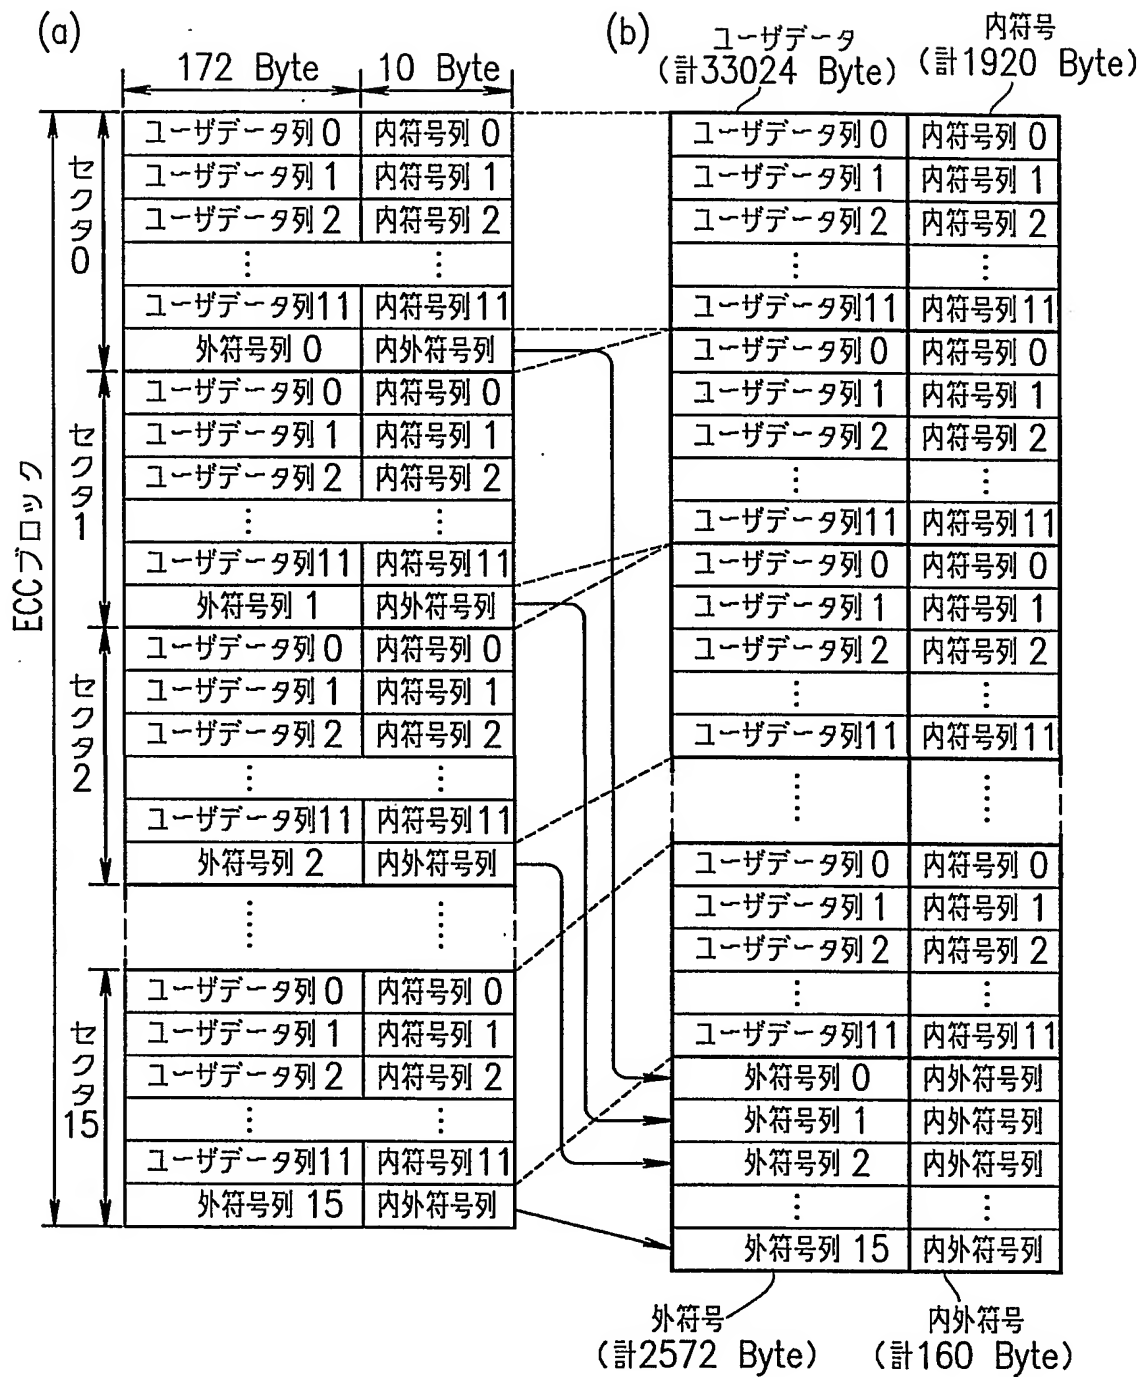 (a)
172 Byte
10 Byte
ECCブロック
セクタ0
ユーザデータ列 0 内符号列 0
ユーザデータ列 1 内符号列 1
ユーザデータ列 2 内符号列 2
⋮ ⋮
ユーザデータ列11 内符号列11
外符号列 0 内外符号列
セクタ1
ユーザデータ列 0 内符号列 0
ユーザデータ列 1 内符号列 1
ユーザデータ列 2 内符号列 2
⋮ ⋮
ユーザデータ列11 内符号列11
外符号列 1 内外符号列
セクタ2
ユーザデータ列 0 内符号列 0
ユーザデータ列 1 内符号列 1
ユーザデータ列 2 内符号列 2
⋮ ⋮
ユーザデータ列11 内符号列11
外符号列 2 内外符号列
⋮ ⋮
セクタ15
ユーザデータ列 0 内符号列 0
ユーザデータ列 1 内符号列 1
ユーザデータ列 2 内符号列 2
⋮ ⋮
ユーザデータ列11 内符号列11
外符号列 15 内外符号列
(b)
ユーザデータ
(計33024 Byte)
内符号
(計1920 Byte)
ユーザデータ列 0 内符号列 0
ユーザデータ列 1 内符号列 1
ユーザデータ列 2 内符号列 2
⋮ ⋮
ユーザデータ列11 内符号列11
ユーザデータ列 0 内符号列 0
ユーザデータ列 1 内符号列 1
ユーザデータ列 2 内符号列 2
⋮ ⋮
ユーザデータ列11 内符号列11
ユーザデータ列 0 内符号列 0
ユーザデータ列 1 内符号列 1
ユーザデータ列 2 内符号列 2
⋮ ⋮
ユーザデータ列11 内符号列11
⋮ ⋮
ユーザデータ列 0 内符号列 0
ユーザデータ列 1 内符号列 1
ユーザデータ列 2 内符号列 2
⋮ ⋮
ユーザデータ列11 内符号列11
外符号列 0 内外符号列
外符号列 1 内外符号列
外符号列 2 内外符号列
⋮ ⋮
外符号列 15 内外符号列
外符号
(計2572 Byte)
内外符号
(計160 Byte)